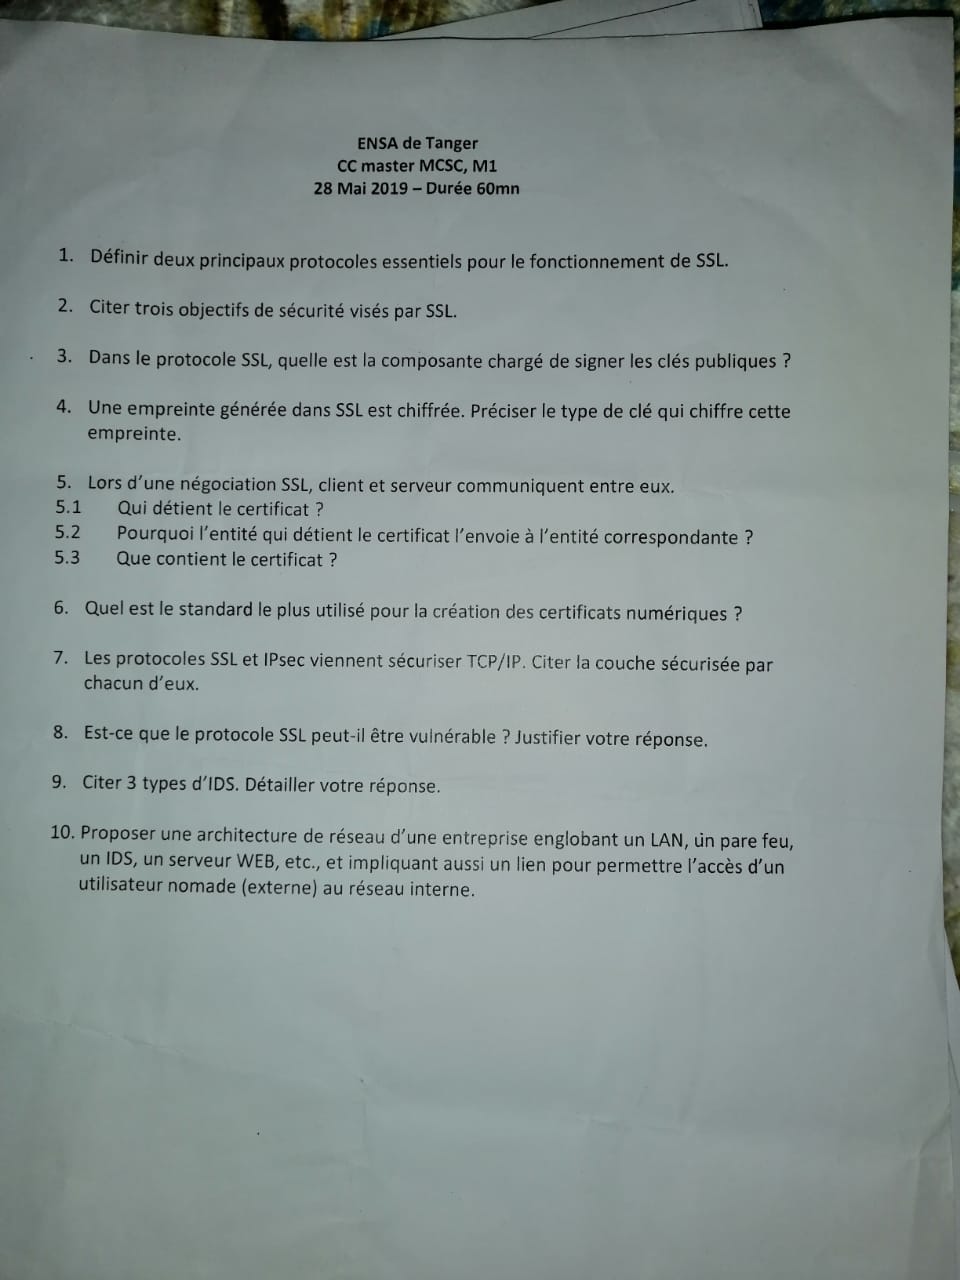 ENSA de Tanger
CC master MCSC, M1
28 Mai 2019 – Durée 60mn
1. Définir deux principaux protocoles essentiels pour le fonctionnement de SSL.
2. Citer trois objectifs de sécurité visés par SSL.
3. Dans le protocole SSL, quelle est la composante chargé de signer les clés publiques ?
4. Une empreinte générée dans SSL est chiffrée. Préciser le type de clé qui chiffre cette
empreinte.
5. Lors d'une négociation SSL, client et serveur communiquent entre eux.
5.1 Qui détient le certificat ?
5.2 Pourquoi l'entité qui détient le certificat l'envoie à l'entité correspondante ?
5.3 Que contient le certificat ?
6. Quel est le standard le plus utilisé pour la création des certificats numériques ?
7. Les protocoles SSL et IPsec viennent sécuriser TCP/IP. Citer la couche sécurisée par
chacun d'eux.
8. Est-ce que le protocole SSL peut-il être vulnérable ? Justifier votre réponse.
9. Citer 3 types d'IDS. Détailler votre réponse.
10. Proposer une architecture de réseau d'une entreprise englobant un LAN, un pare feu,
un IDS, un serveur WEB, etc., et impliquant aussi un lien pour permettre l'accès d'un
utilisateur nomade (externe) au réseau interne.